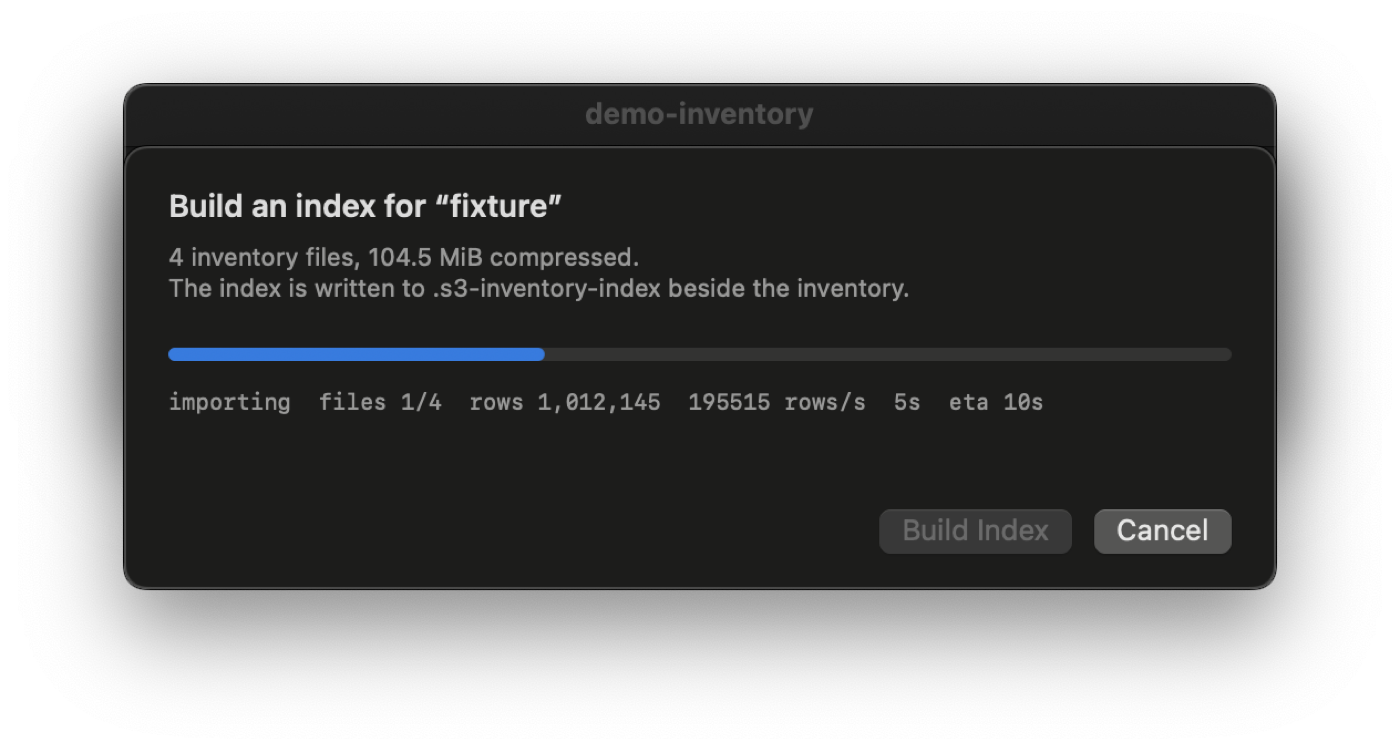 demo-inventory
Build an index for “fixture”
4 inventory files, 104.5 MiB compressed.
The index is written to .s3-inventory-index beside the inventory.
importing  files 1/4  rows 1,012,145  195515 rows/s  5s  eta 10s
Build Index
Cancel